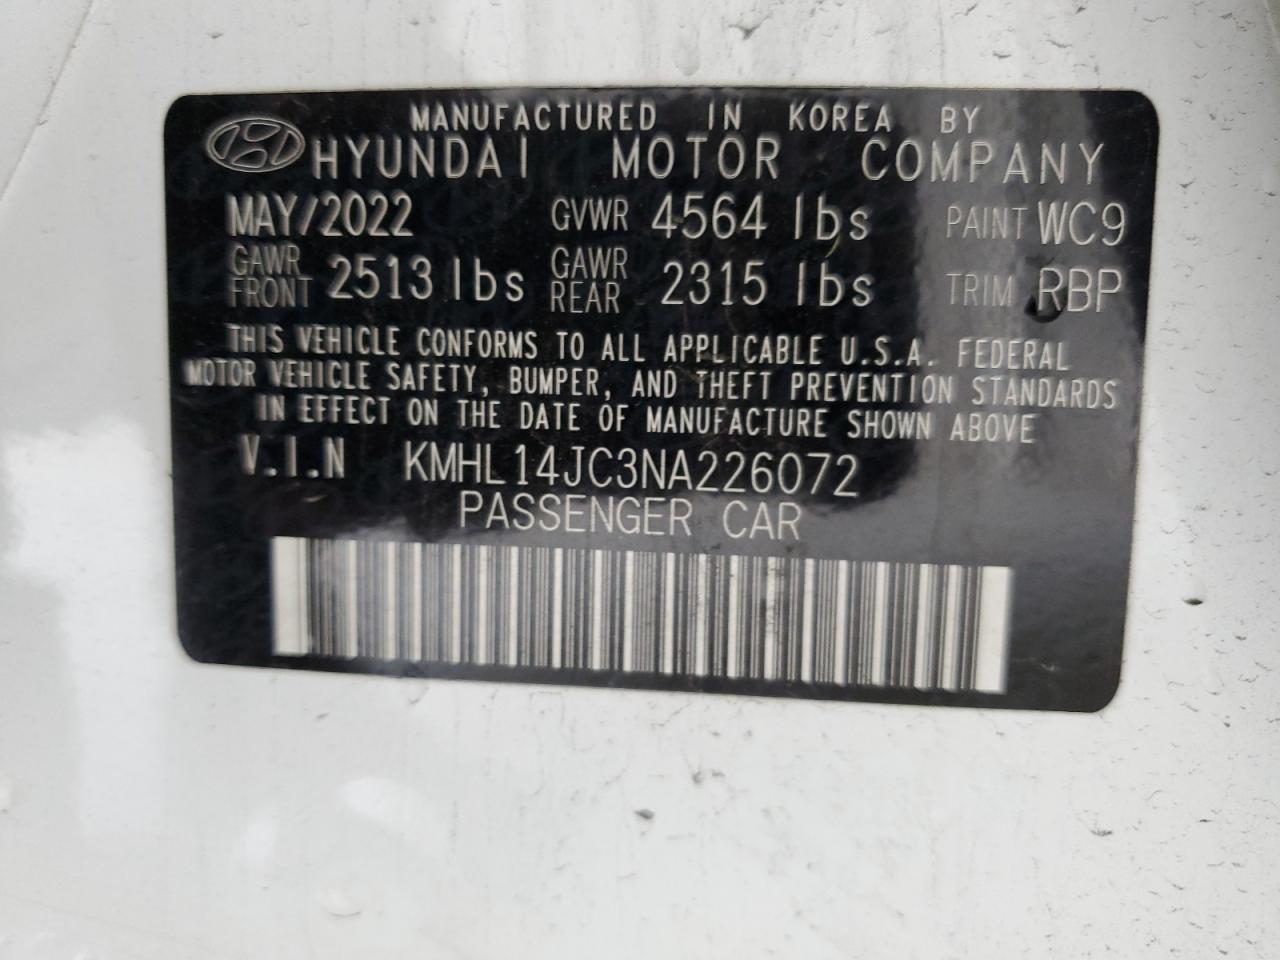 MANUFACTURED IN KOREA BY
HYUNDAI MOTOR COMPANY
MAY/2022 GVWR 4564 lbs PAINT WC9
GAWR FRONT 2513 lbs GAWR REAR 2315 lbs TRIM RBP
THIS VEHICLE CONFORMS TO ALL APPLICABLE U.S.A. FEDERAL
MOTOR VEHICLE SAFETY, BUMPER, AND THEFT PREVENTION STANDARDS
IN EFFECT ON THE DATE OF MANUFACTURE SHOWN ABOVE
V.I.N KMHL14JC3NA226072
PASSENGER CAR